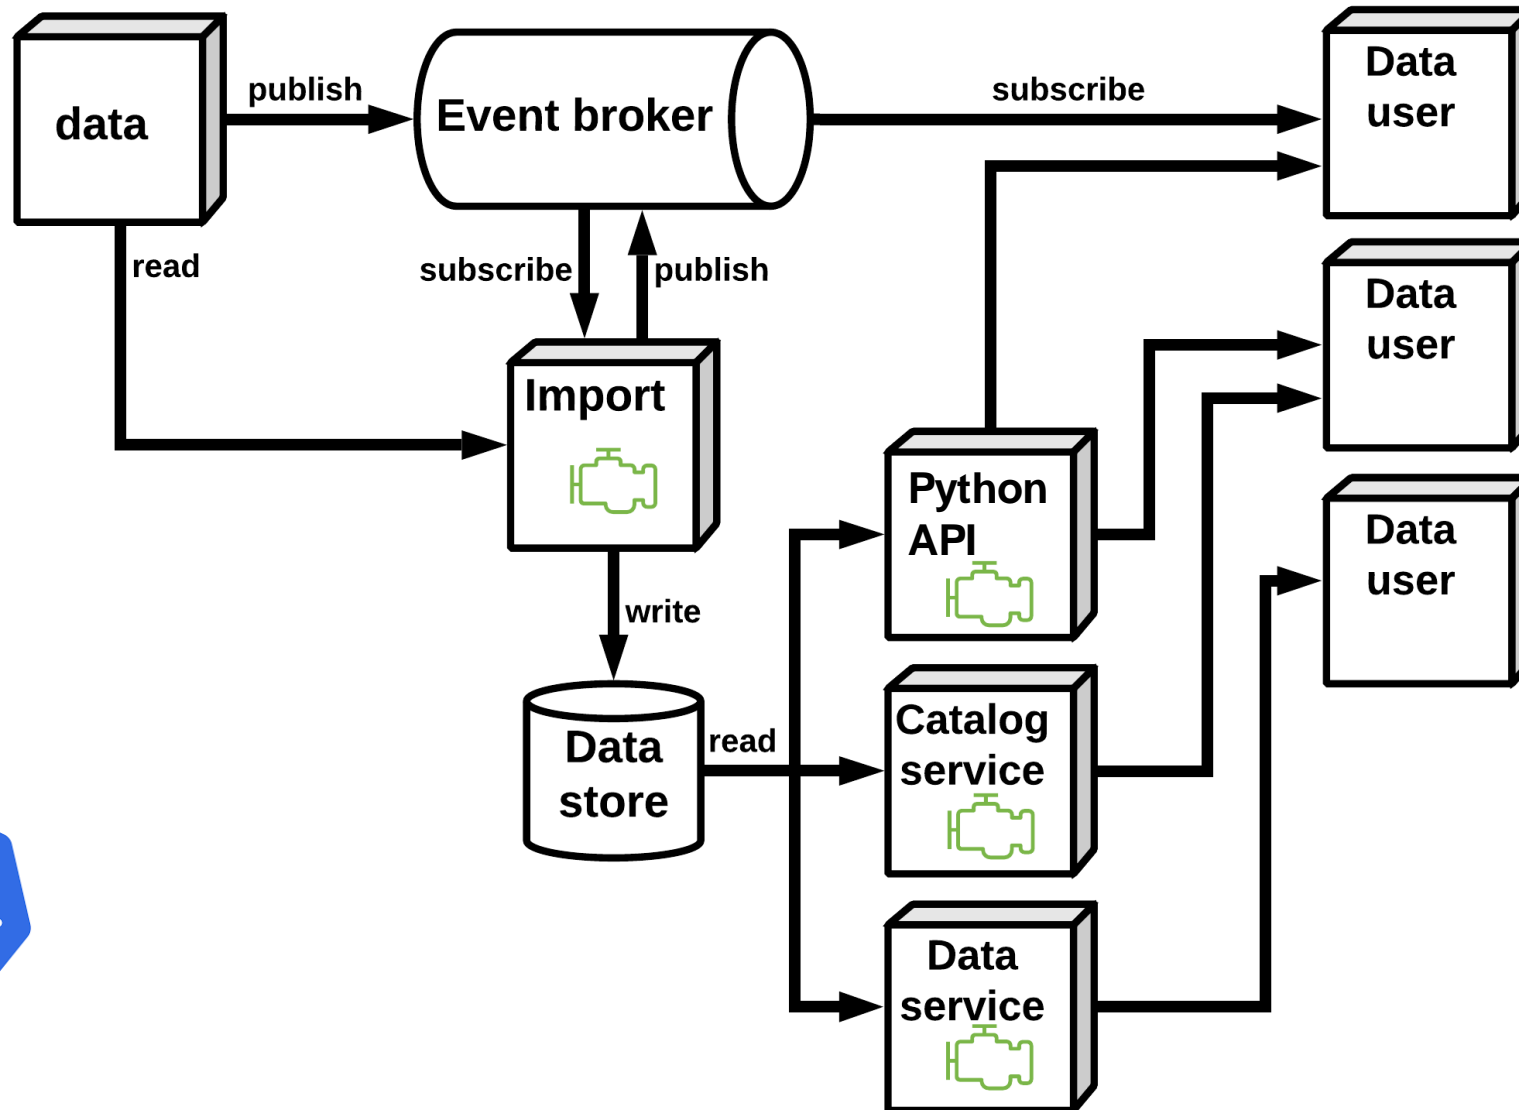 data
publish
Event broker
subscribe
Data
user
read
subscribe
publish
Import
Data
user
Python
API
Data
user
write
Data
store
read
Catalog
service
Data
service